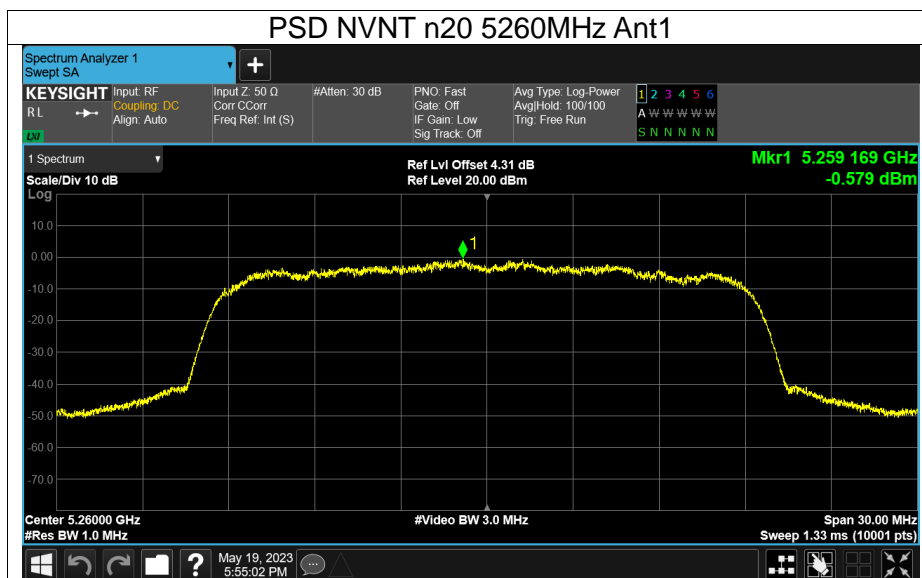 PSD NVNT n20 5260MHz Ant1
Spectrum Analyzer 1
Swept SA
+
KEYSIGHT
R L
LXI
Input: RF
Coupling: DC
Align: Auto
Input Z: 50 Ω
Corr CCorr
Freq Ref: Int (S)
#Atten: 30 dB
PNO: Fast
Gate: Off
IF Gain: Low
Sig Track: Off
Avg Type: Log-Power
Avg|Hold: 100/100
Trig: Free Run
1 2 3 4 5 6
A W W W W W
S N N N N N
1 Spectrum
Scale/Div 10 dB
Log
Ref Lvl Offset 4.31 dB
Ref Level 20.00 dBm
Mkr1 5.259 169 GHz
-0.579 dBm
10.0
0.00
-10.0
-20.0
-30.0
-40.0
-50.0
-60.0
-70.0
1
Center 5.26000 GHz
#Res BW 1.0 MHz
#Video BW 3.0 MHz
Span 30.00 MHz
Sweep 1.33 ms (10001 pts)
?
May 19, 2023
5:55:02 PM